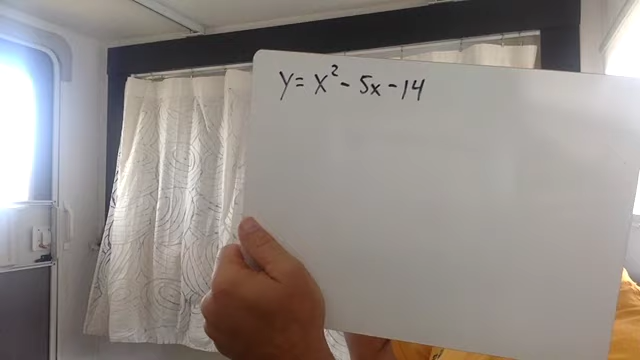 y = x² - 5x - 14